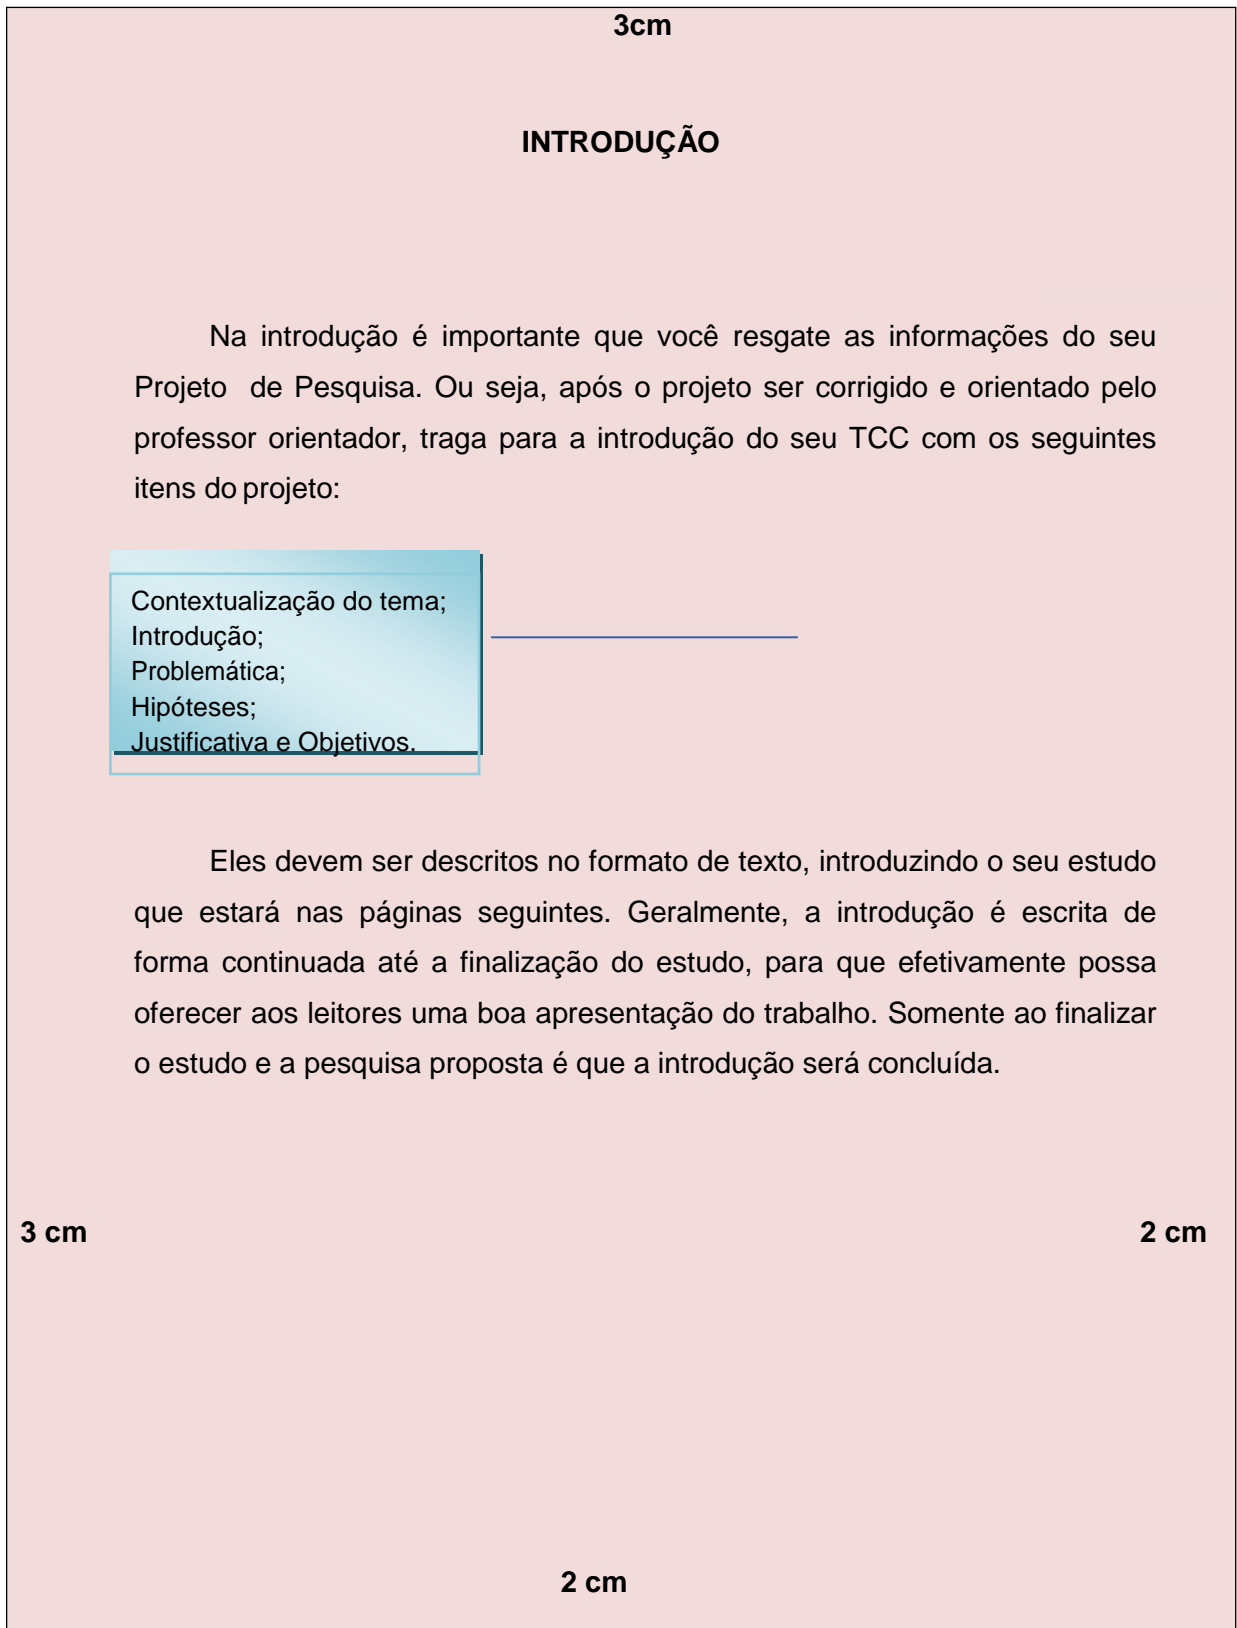 3cm
INTRODUÇÃO
Na introdução é importante que você resgate as informações do seu
Projeto de Pesquisa. Ou seja, após o projeto ser corrigido e orientado pelo
professor orientador, traga para a introdução do seu TCC com os seguintes
itens do projeto:
Contextualização do tema;
Introdução;
Problemática;
Hipóteses;
Justificativa e Objetivos.
Eles devem ser descritos no formato de texto, introduzindo o seu estudo
que estará nas páginas seguintes. Geralmente, a introdução é escrita de
forma continuada até a finalização do estudo, para que efetivamente possa
oferecer aos leitores uma boa apresentação do trabalho. Somente ao finalizar
o estudo e a pesquisa proposta é que a introdução será concluída.
3 cm
2 cm
2 cm